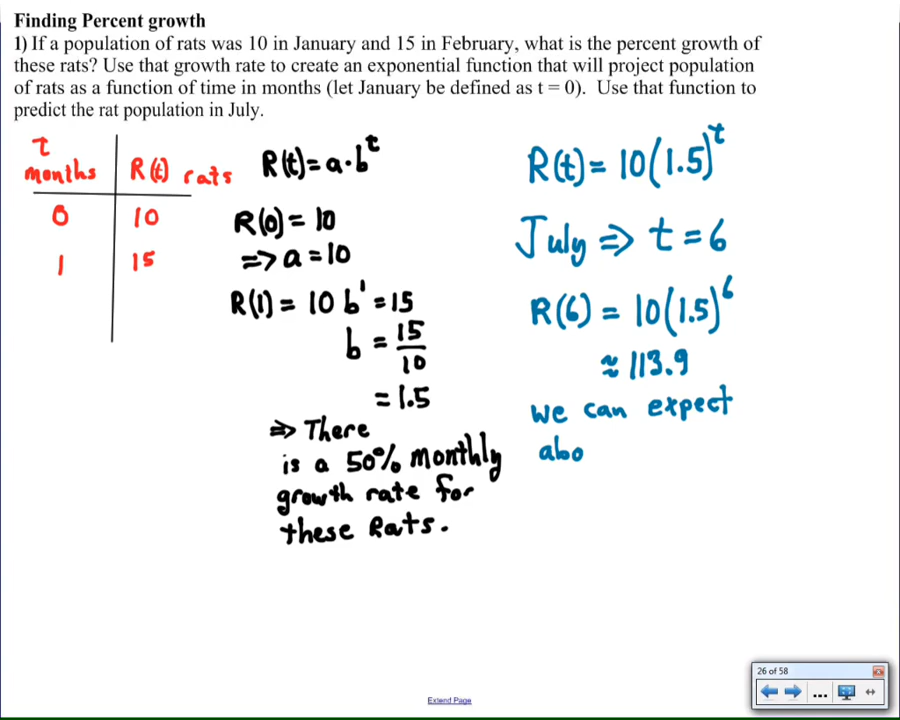 Finding Percent growth
1) If a population of rats was 10 in January and 15 in February, what is the percent growth of
these rats? Use that growth rate to create an exponential function that will project population
of rats as a function of time in months (let January be defined as t = 0). Use that function to
predict the rat population in July.
t
months R(t) rats
0 10
1 15
R(t) = a · b^t
R(0) = 10
=> a = 10
R(1) = 10 b^1 = 15
b = 15/10
= 1.5
=> There
is a 50% monthly
growth rate for
these Rats.
R(t) = 10(1.5)^t
July => t = 6
R(6) = 10(1.5)^6
≈ 113.9
We can expect
abo
26 of 58
...
Extend Page